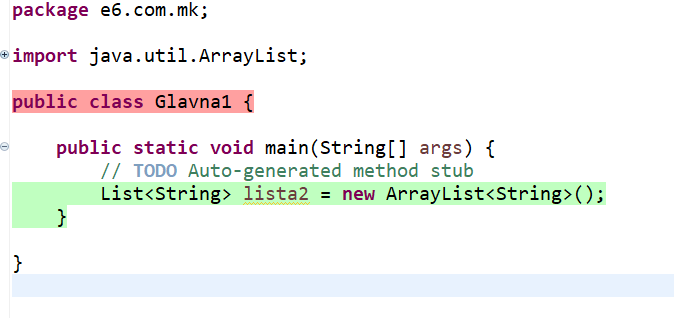 package e6.com.mk;
import java.util.ArrayList;
public class Glavna1 {
public static void main(String[] args) {
// TODO Auto-generated method stub
List<String> lista2 = new ArrayList<String>();
}
}